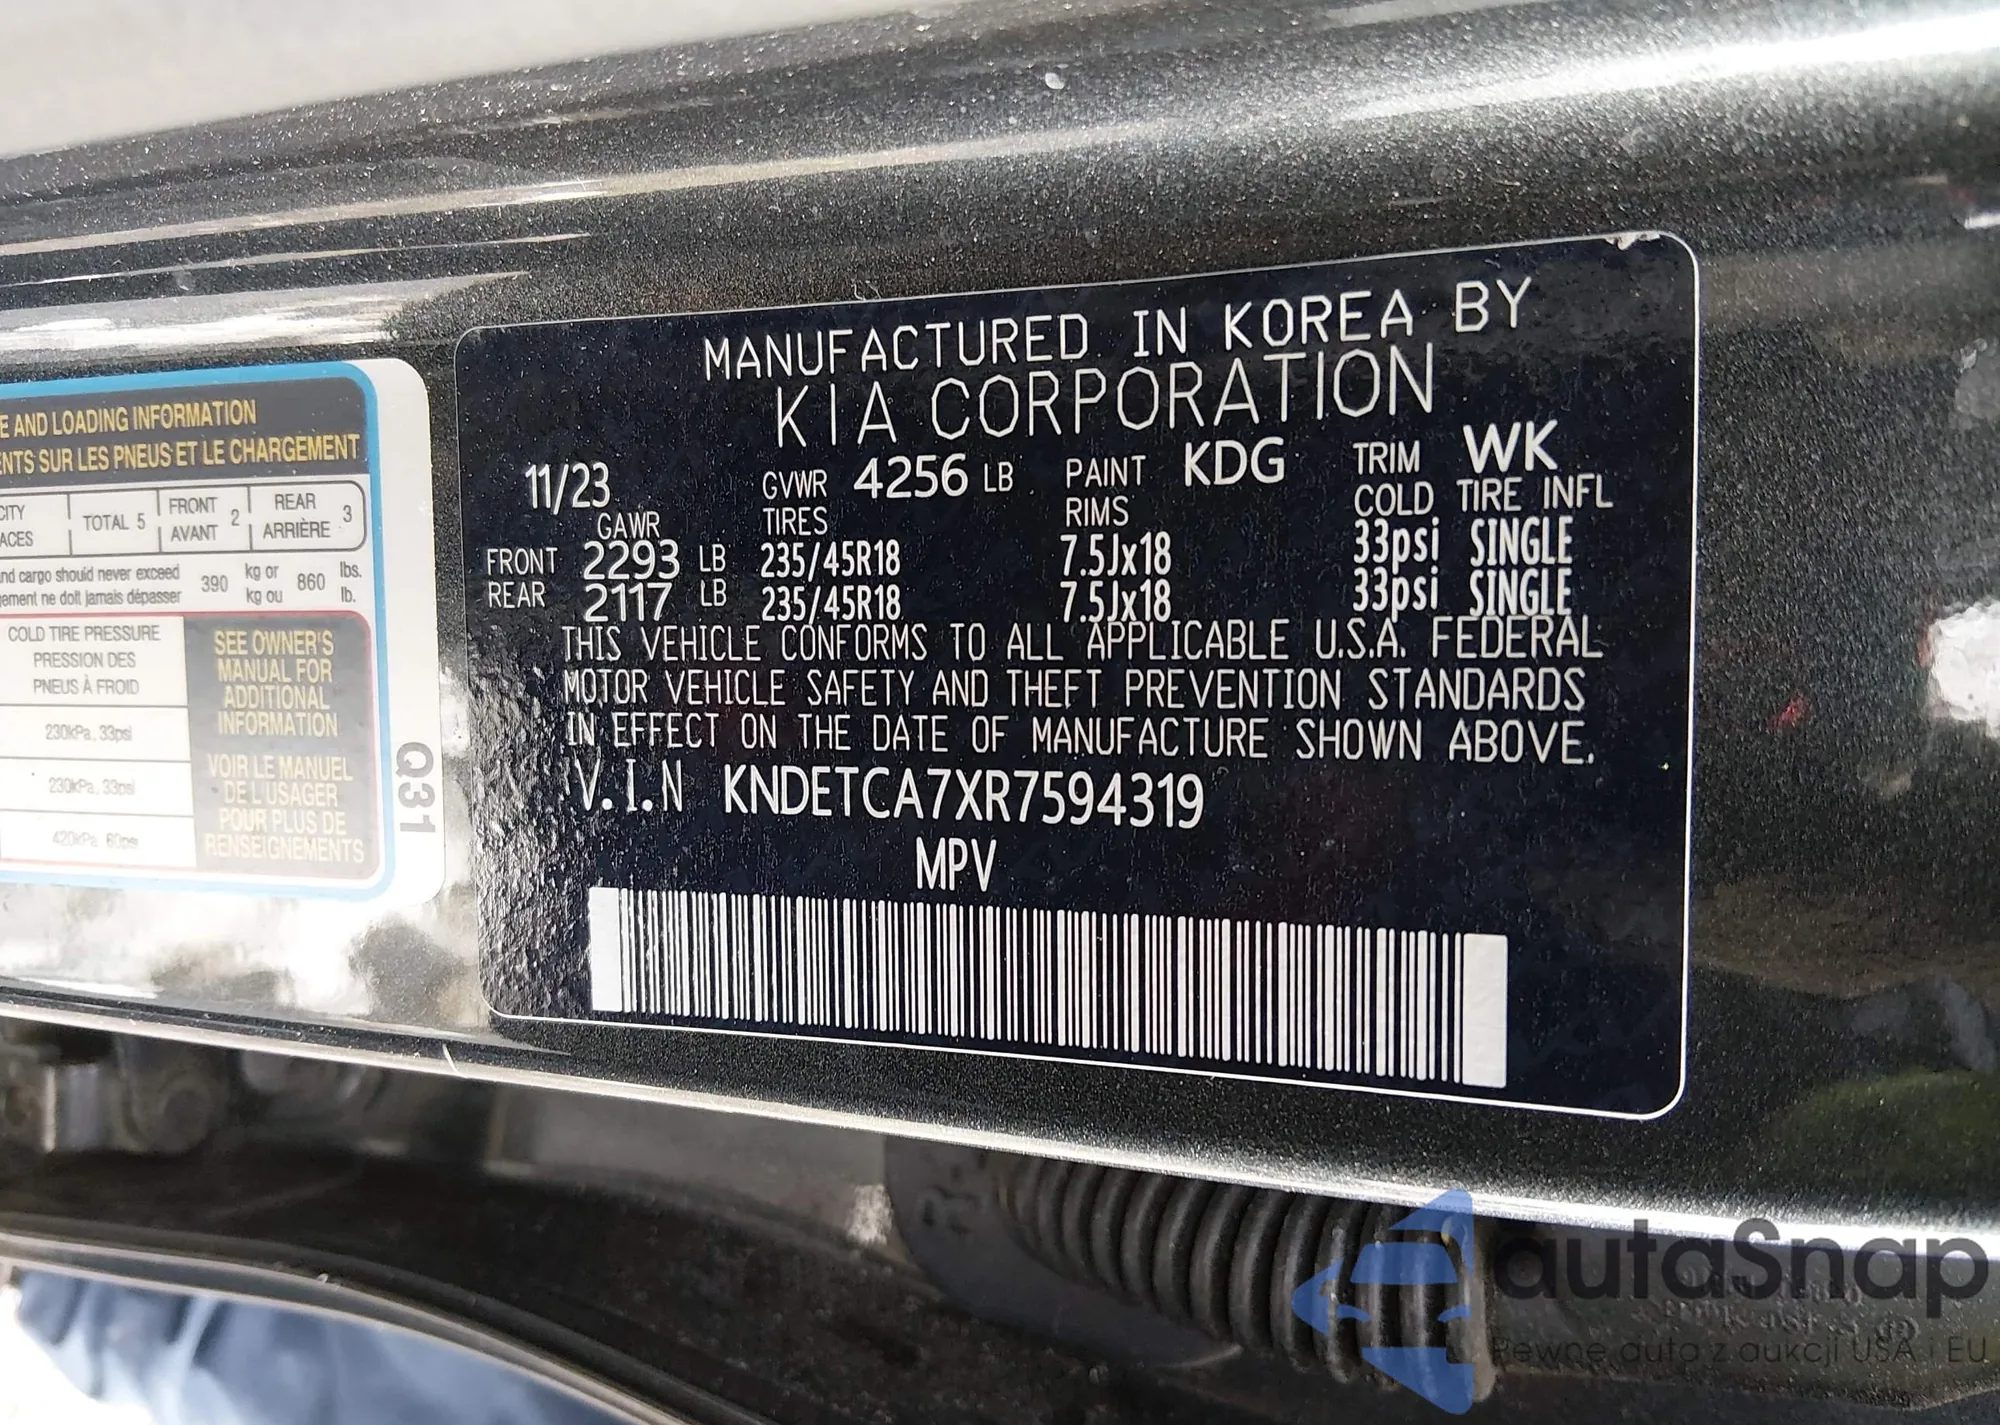 E AND LOADING INFORMATION
ENTS SUR LES PNEUS ET LE CHARGEMENT
CITY TOTAL 5 FRONT 2 REAR 3
ACES AVANT ARRIÈRE
nd cargo should never exceed 390 kg or 860 lbs.
gement ne doit jamais dépasser kg ou lb.
COLD TIRE PRESSURE
PRESSION DES
PNEUS À FROID
230kPa, 33psi
230kPa, 33psi
420kPa, 60psi
SEE OWNER'S
MANUAL FOR
ADDITIONAL
INFORMATION
VOIR LE MANUEL
DE L'USAGER
POUR PLUS DE
RENSEIGNEMENTS
Q31
MANUFACTURED IN KOREA BY
KIA CORPORATION
11/23 GVWR 4256 LB PAINT KDG TRIM WK
GAWR TIRES RIMS COLD TIRE INFL
FRONT 2293 LB 235/45R18 7.5Jx18 33psi SINGLE
REAR 2117 LB 235/45R18 7.5Jx18 33psi SINGLE
THIS VEHICLE CONFORMS TO ALL APPLICABLE U.S.A. FEDERAL
MOTOR VEHICLE SAFETY AND THEFT PREVENTION STANDARDS
IN EFFECT ON THE DATE OF MANUFACTURE SHOWN ABOVE.
V.I.N KNDETCA7XR7594319
MPV
autaSnap
Pewne auta z aukcji USA i EU